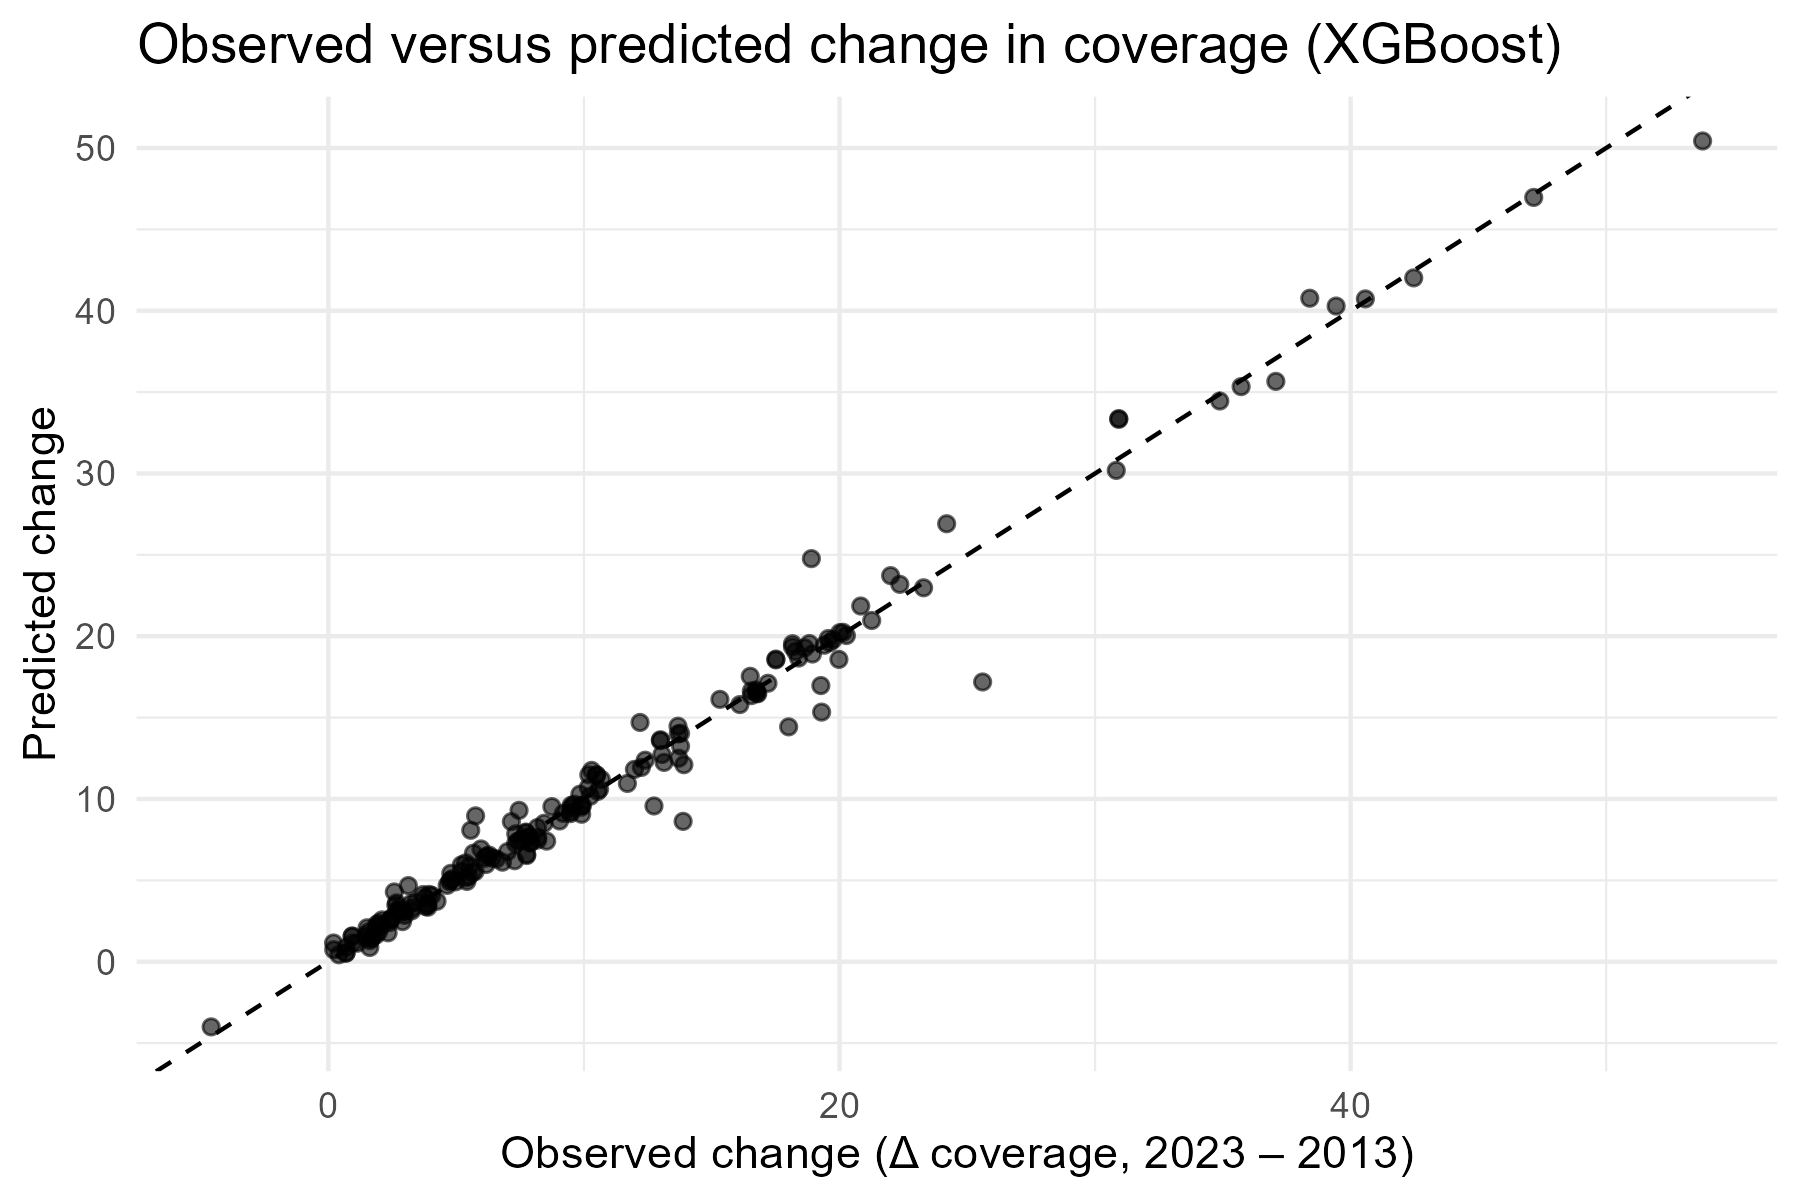 Observed versus predicted change in coverage (XGBoost)
Predicted change
50
40
30
20
10
0
0 20 40
Observed change (Δ coverage, 2023 – 2013)